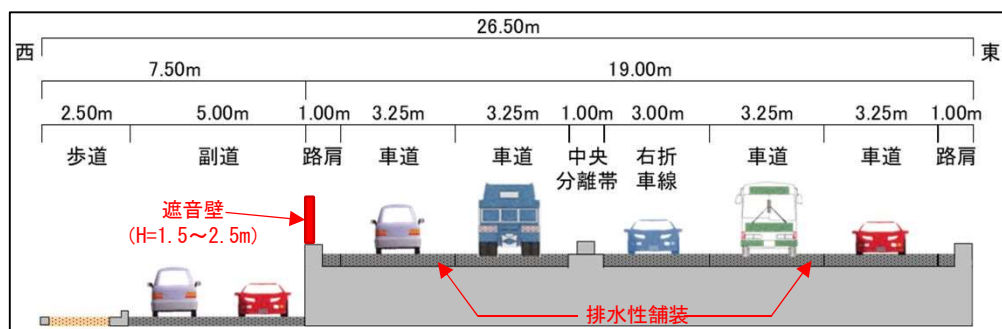 26.50m
西
東
7.50m
19.00m
2.50m
5.00m
1.00m
3.25m
3.25m
1.00m
3.00m
3.25m
3.25m
1.00m
歩道
副道
路肩
車道
車道
中央
分離帯
右折
車線
車道
車道
路肩
遮音壁
(H=1.5～2.5m)
排水性舗装